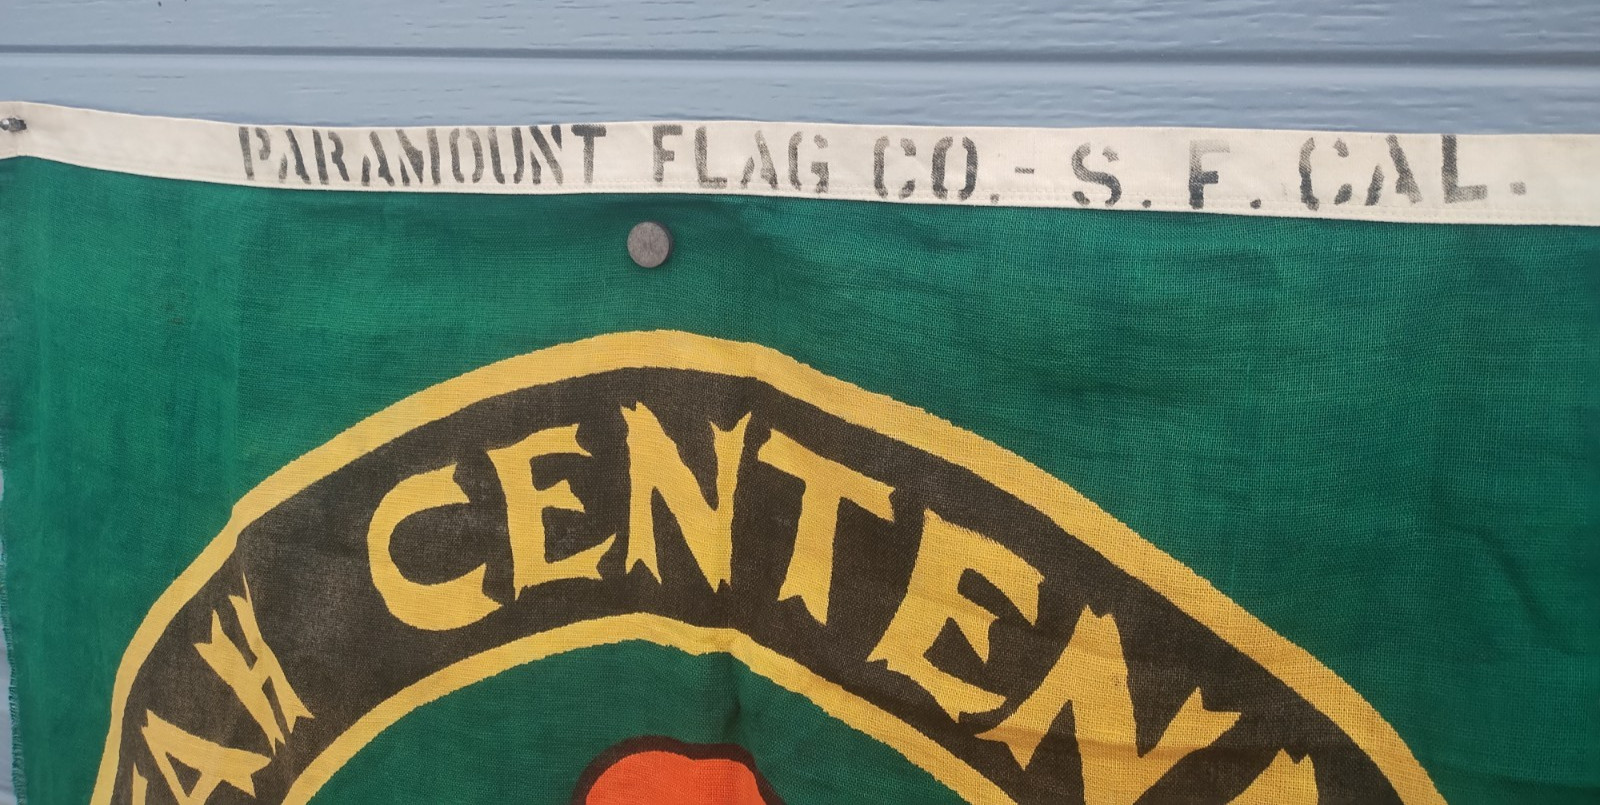 PARAMOUNT FLAG CO.- S. F. CAL.
AH CENTEN